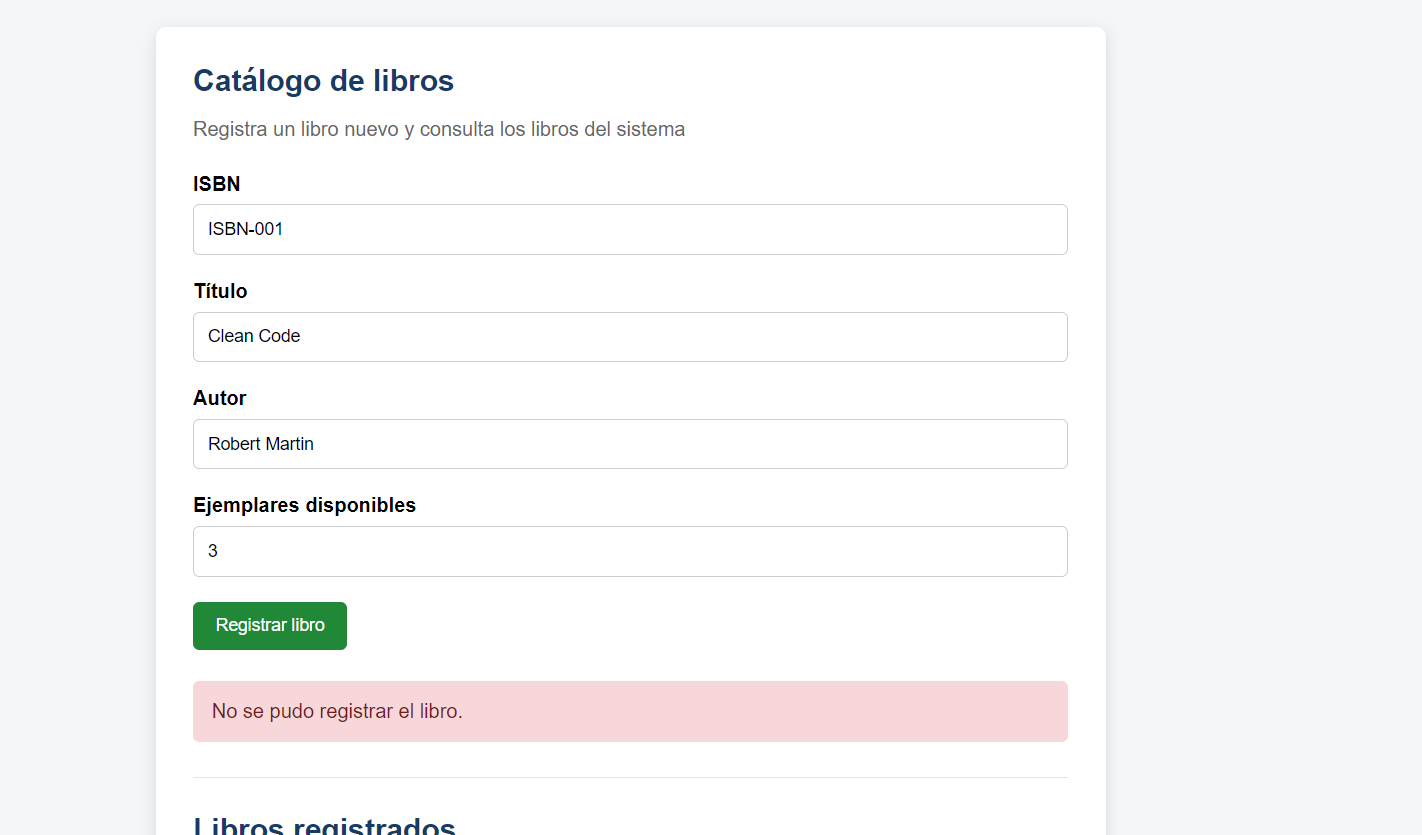 Catálogo de libros
Registra un libro nuevo y consulta los libros del sistema
ISBN
ISBN-001
Título
Clean Code
Autor
Robert Martin
Ejemplares disponibles
3
Registrar libro
No se pudo registrar el libro.
Libros registrados